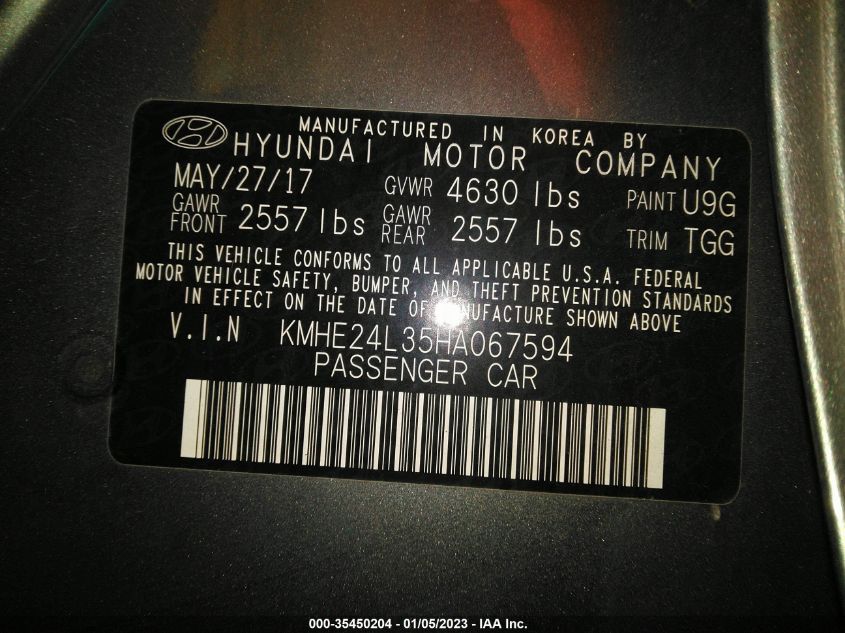 MANUFACTURED IN KOREA BY
HYUNDAI MOTOR COMPANY
MAY/27/17 GVWR 4630 lbs PAINT U9G
GAWR FRONT 2557 lbs GAWR REAR 2557 lbs TRIM TGG
THIS VEHICLE CONFORMS TO ALL APPLICABLE U.S.A. FEDERAL
MOTOR VEHICLE SAFETY, BUMPER, AND THEFT PREVENTION STANDARDS
IN EFFECT ON THE DATE OF MANUFACTURE SHOWN ABOVE
V.I.N KMHE24L35HA067594
PASSENGER CAR
000-35450204 - 01/05/2023 - IAA Inc.